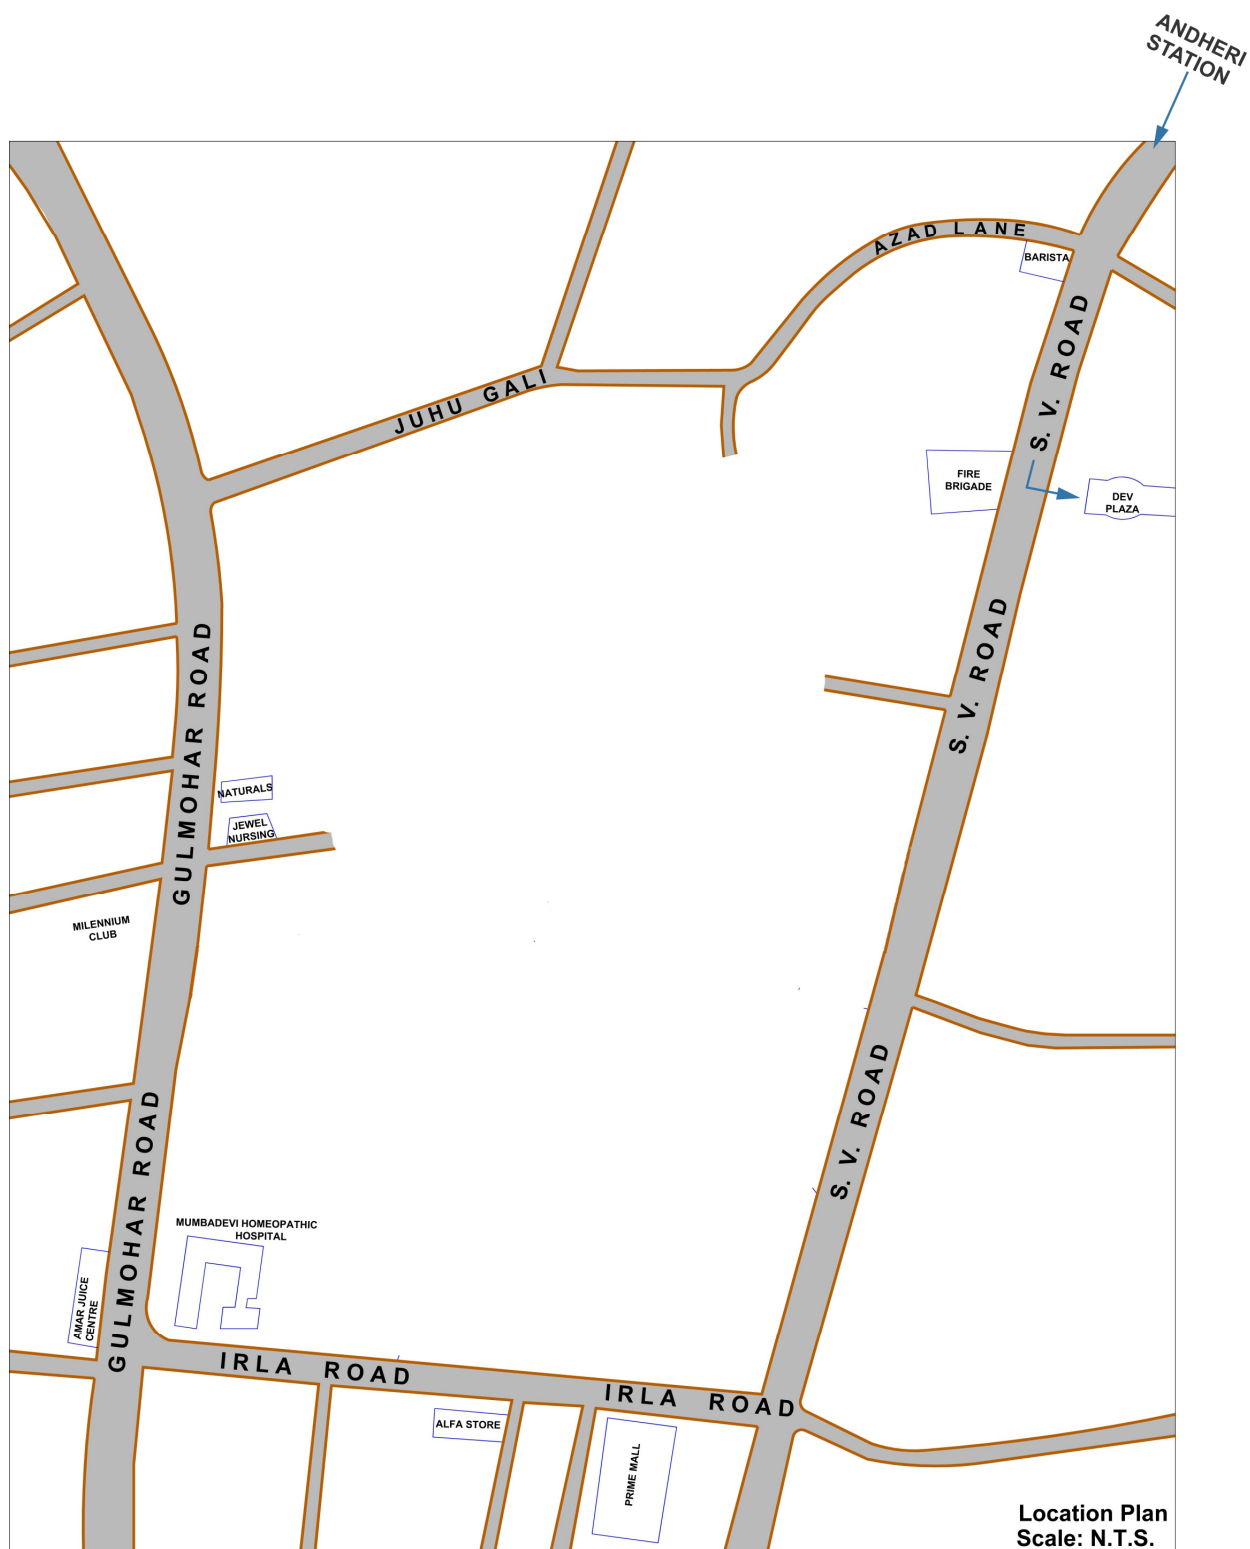 ANDHERI
STATION
AZAD LANE
BARISTA
S. V. ROAD
JUHU GALI
FIRE
BRIGADE
DEV
PLAZA
S. V. ROAD
GULMOHAR ROAD
NATURALS
JEWEL
NURSING
MILENNIUM
CLUB
S. V. ROAD
GULMOHAR ROAD
MUMBADEVI HOMEOPATHIC
HOSPITAL
AMAR JUICE
CENTRE
IRLA ROAD
IRLA ROAD
ALFA STORE
PRIME MALL
Location Plan
Scale: N.T.S.